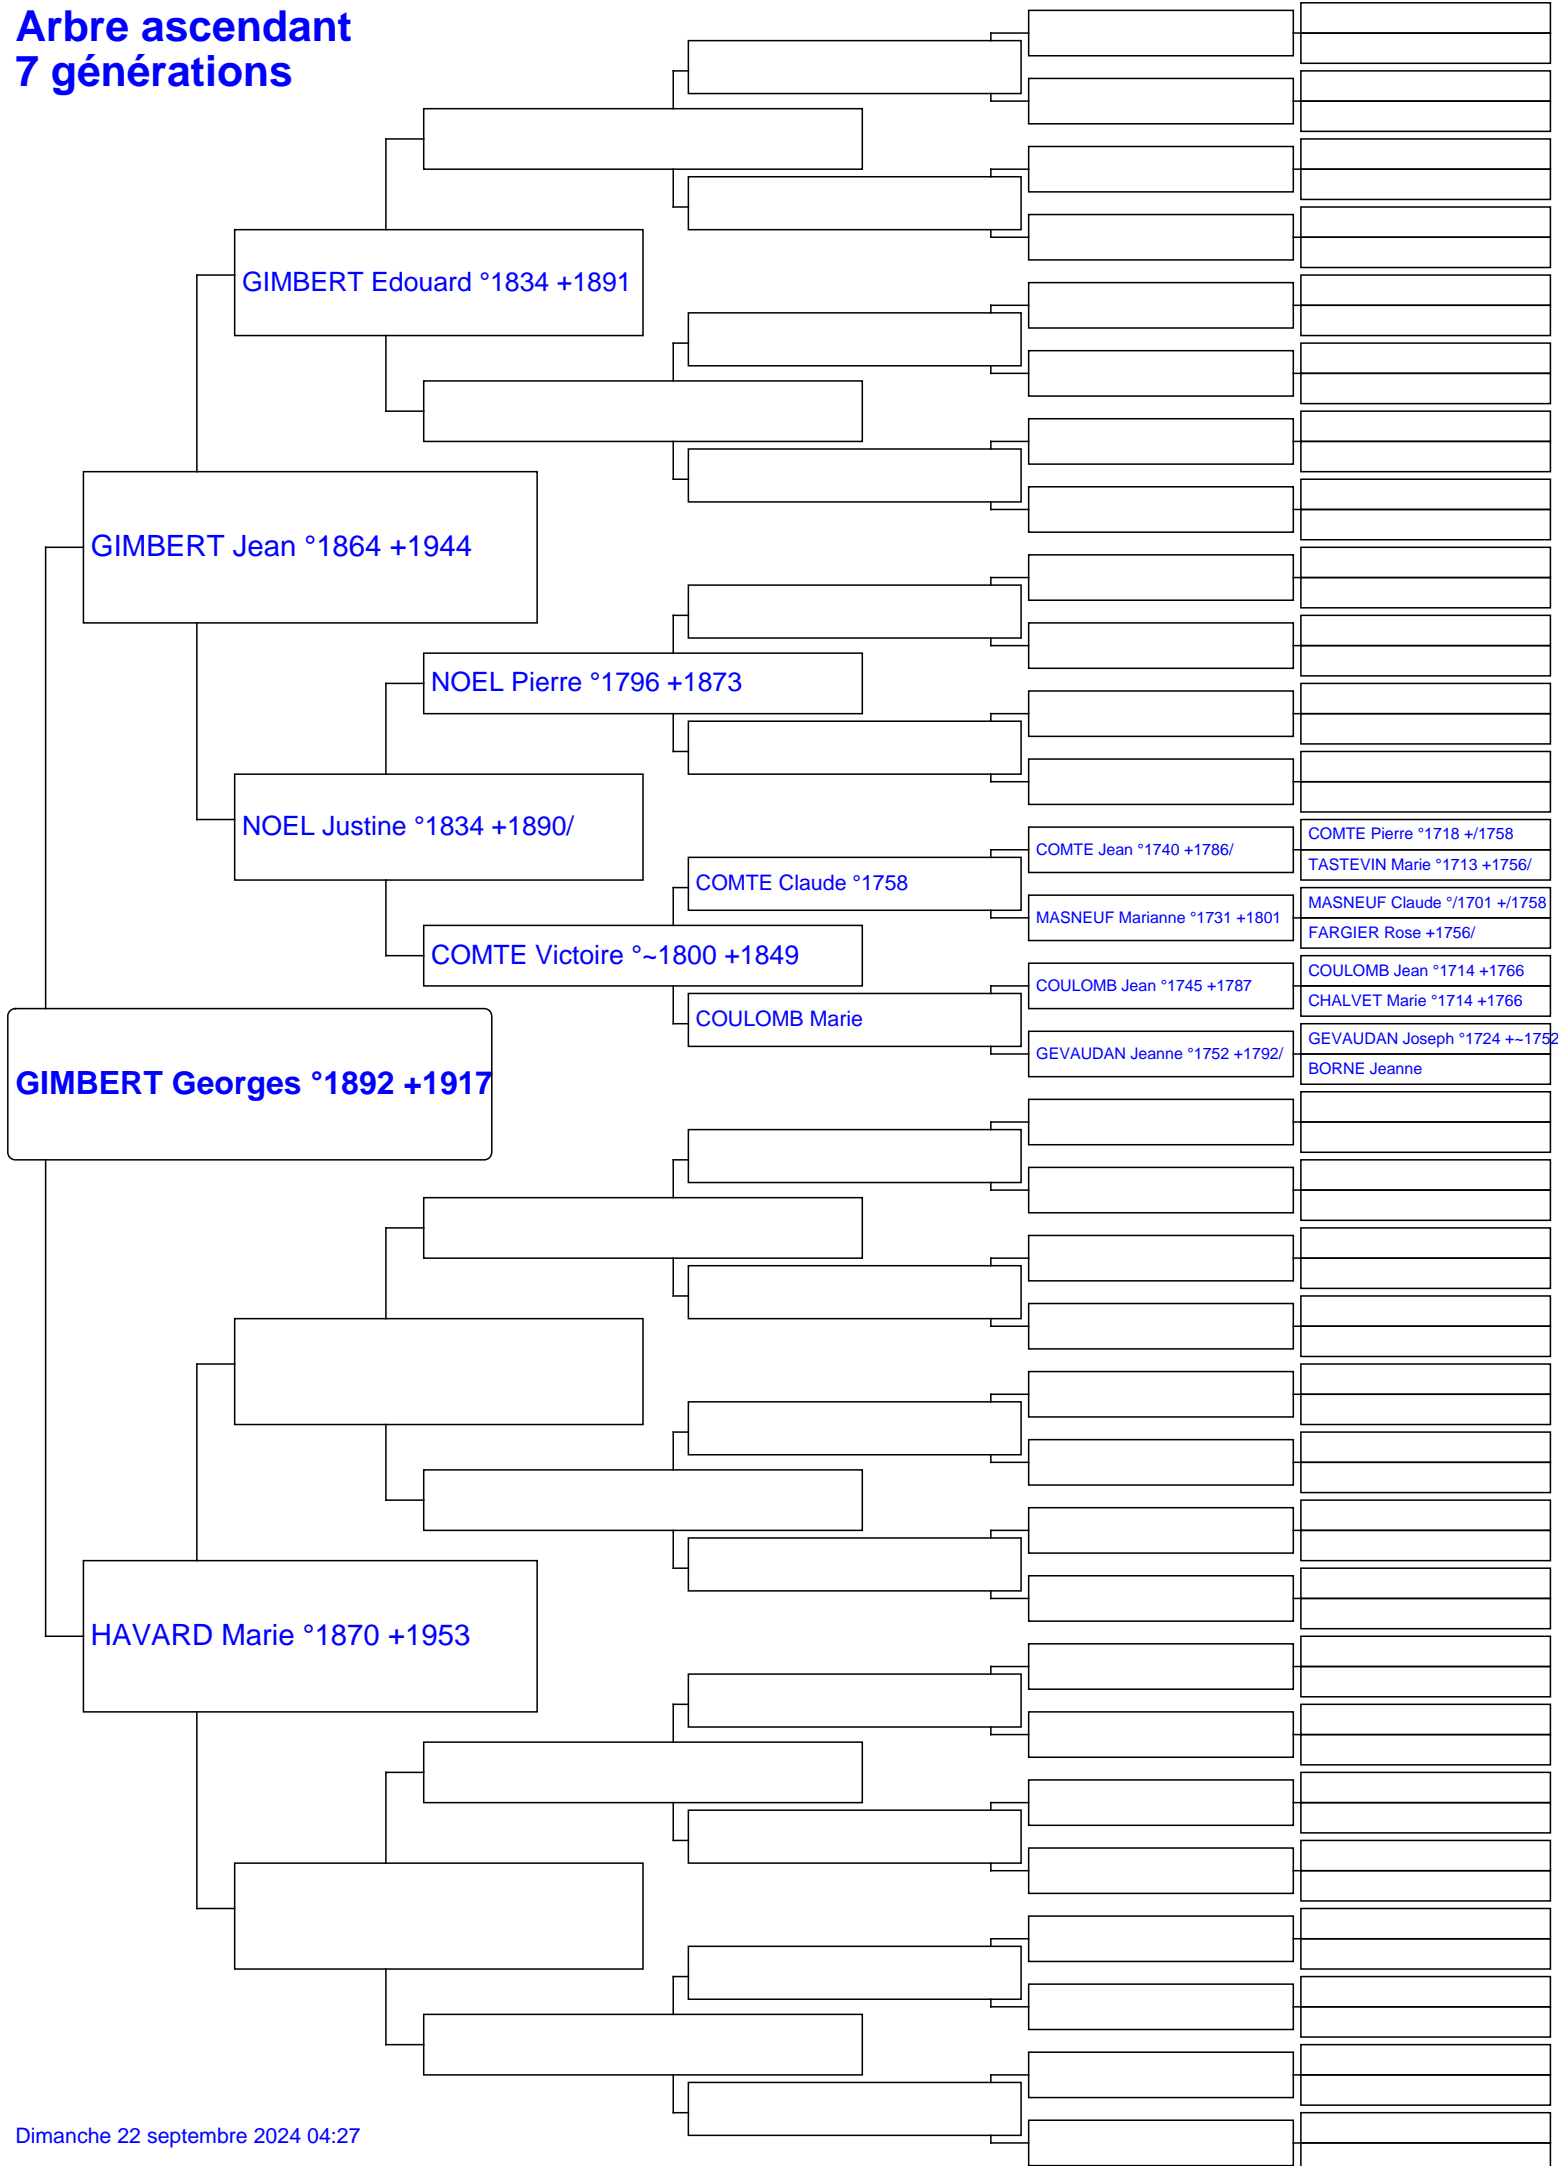 Arbre ascendant
7 générations
GIMBERT Edouard °1834 +1891
GIMBERT Jean °1864 +1944
NOEL Pierre °1796 +1873
NOEL Justine °1834 +1890/
COMTE Pierre °1718 +/1758
COMTE Jean °1740 +1786/
TASTEVIN Marie °1713 +1756/
COMTE Claude °1758
MASNEUF Claude °/1701 +/1758
MASNEUF Marianne °1731 +1801
FARGIER Rose +1756/
COMTE Victoire °~1800 +1849
COULOMB Jean °1714 +1766
COULOMB Jean °1745 +1787
CHALVET Marie °1714 +1766
COULOMB Marie
GEVAUDAN Joseph °1724 +~1752
GEVAUDAN Jeanne °1752 +1792/
BORNE Jeanne
GIMBERT Georges °1892 +1917
HAVARD Marie °1870 +1953
Dimanche 22 septembre 2024 04:27